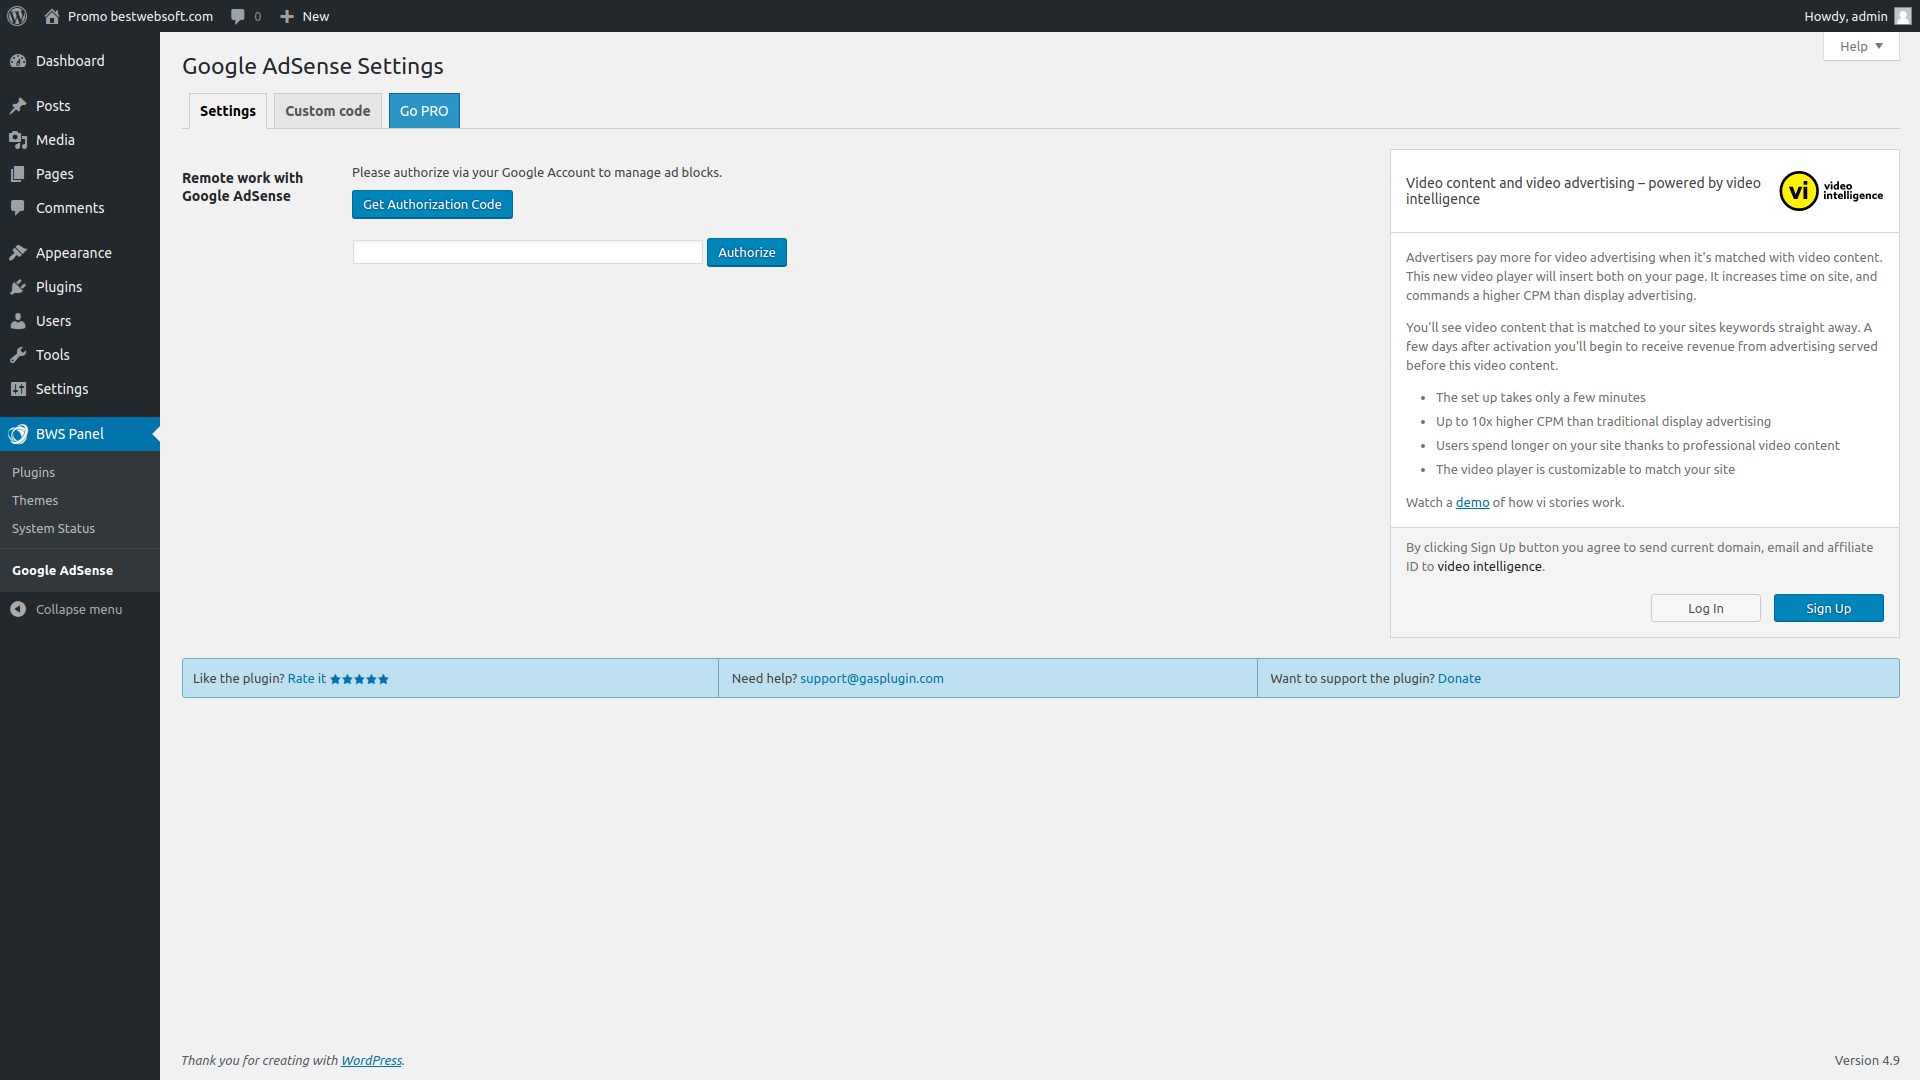 Promo bestwebsoft.com 0 New Howdy, admin
Help
Dashboard
Posts
Media
Pages
Comments
Appearance
Plugins
Users
Tools
Settings
BWS Panel
Plugins
Themes
System Status
Google AdSense
Collapse menu
Google AdSense Settings
Settings Custom code Go PRO
Remote work with
Google AdSense
Please authorize via your Google Account to manage ad blocks.
Get Authorization Code
Authorize
Video content and video advertising – powered by video
intelligence
vi video
intelligence
Advertisers pay more for video advertising when it's matched with video content.
This new video player will insert both on your page. It increases time on site, and
commands a higher CPM than display advertising.
You'll see video content that is matched to your sites keywords straight away. A
few days after activation you'll begin to receive revenue from advertising served
before this video content.
• The set up takes only a few minutes
• Up to 10x higher CPM than traditional display advertising
• Users spend longer on your site thanks to professional video content
• The video player is customizable to match your site
Watch a demo of how vi stories work.
By clicking Sign Up button you agree to send current domain, email and affiliate
ID to video intelligence.
Log In Sign Up
Like the plugin? Rate it ★★★★★
Need help? support@gasplugin.com
Want to support the plugin? Donate
Thank you for creating with WordPress.
Version 4.9